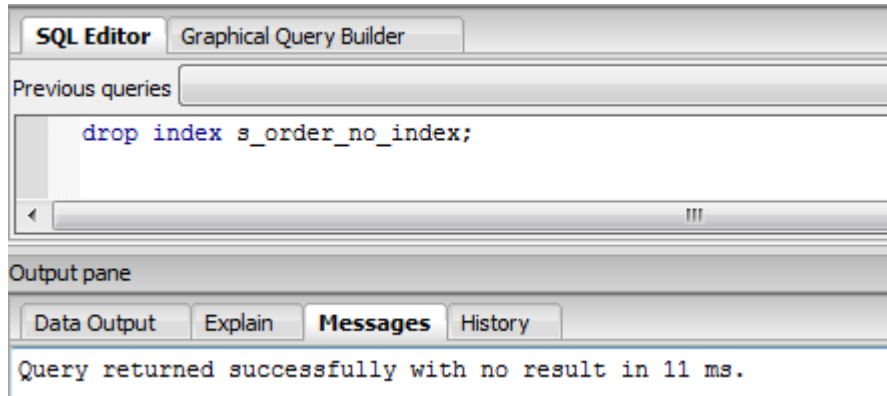 SQL Editor Graphical Query Builder
Previous queries
drop index s_order_no_index;
Output pane
Data Output Explain Messages History
Query returned successfully with no result in 11 ms.